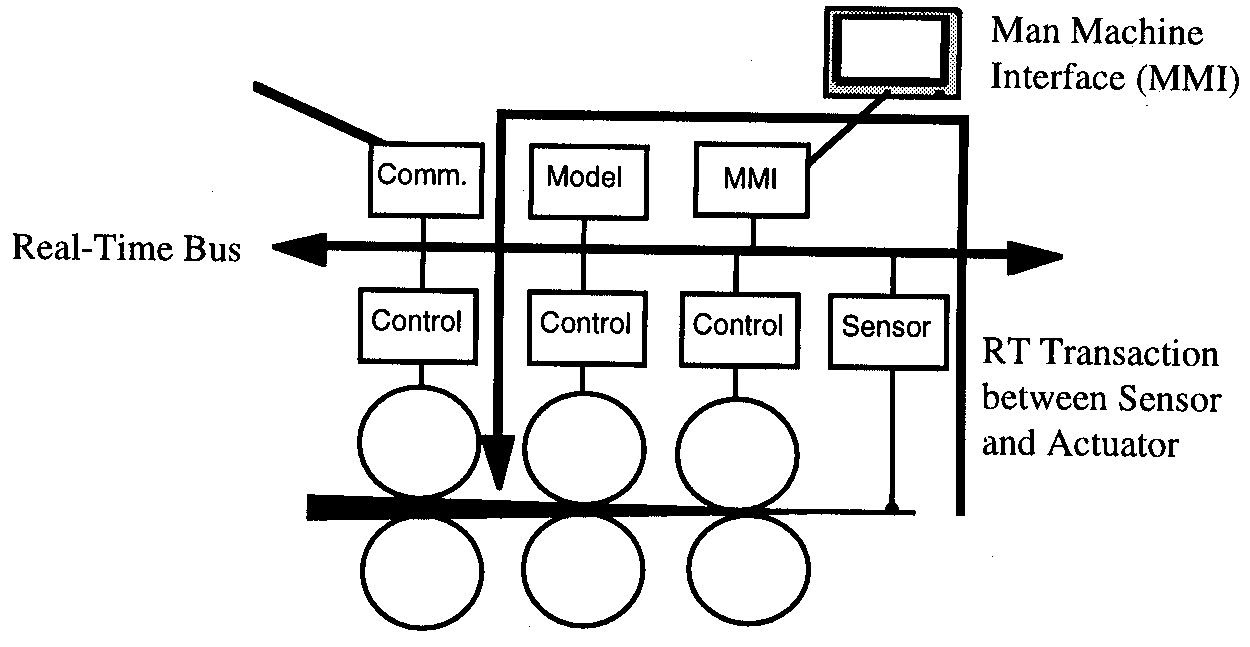 Man Machine
Interface (MMI)
Comm.
Model
MMI
Real-Time Bus
Control
Control
Control
Sensor
RT Transaction
between Sensor
and Actuator